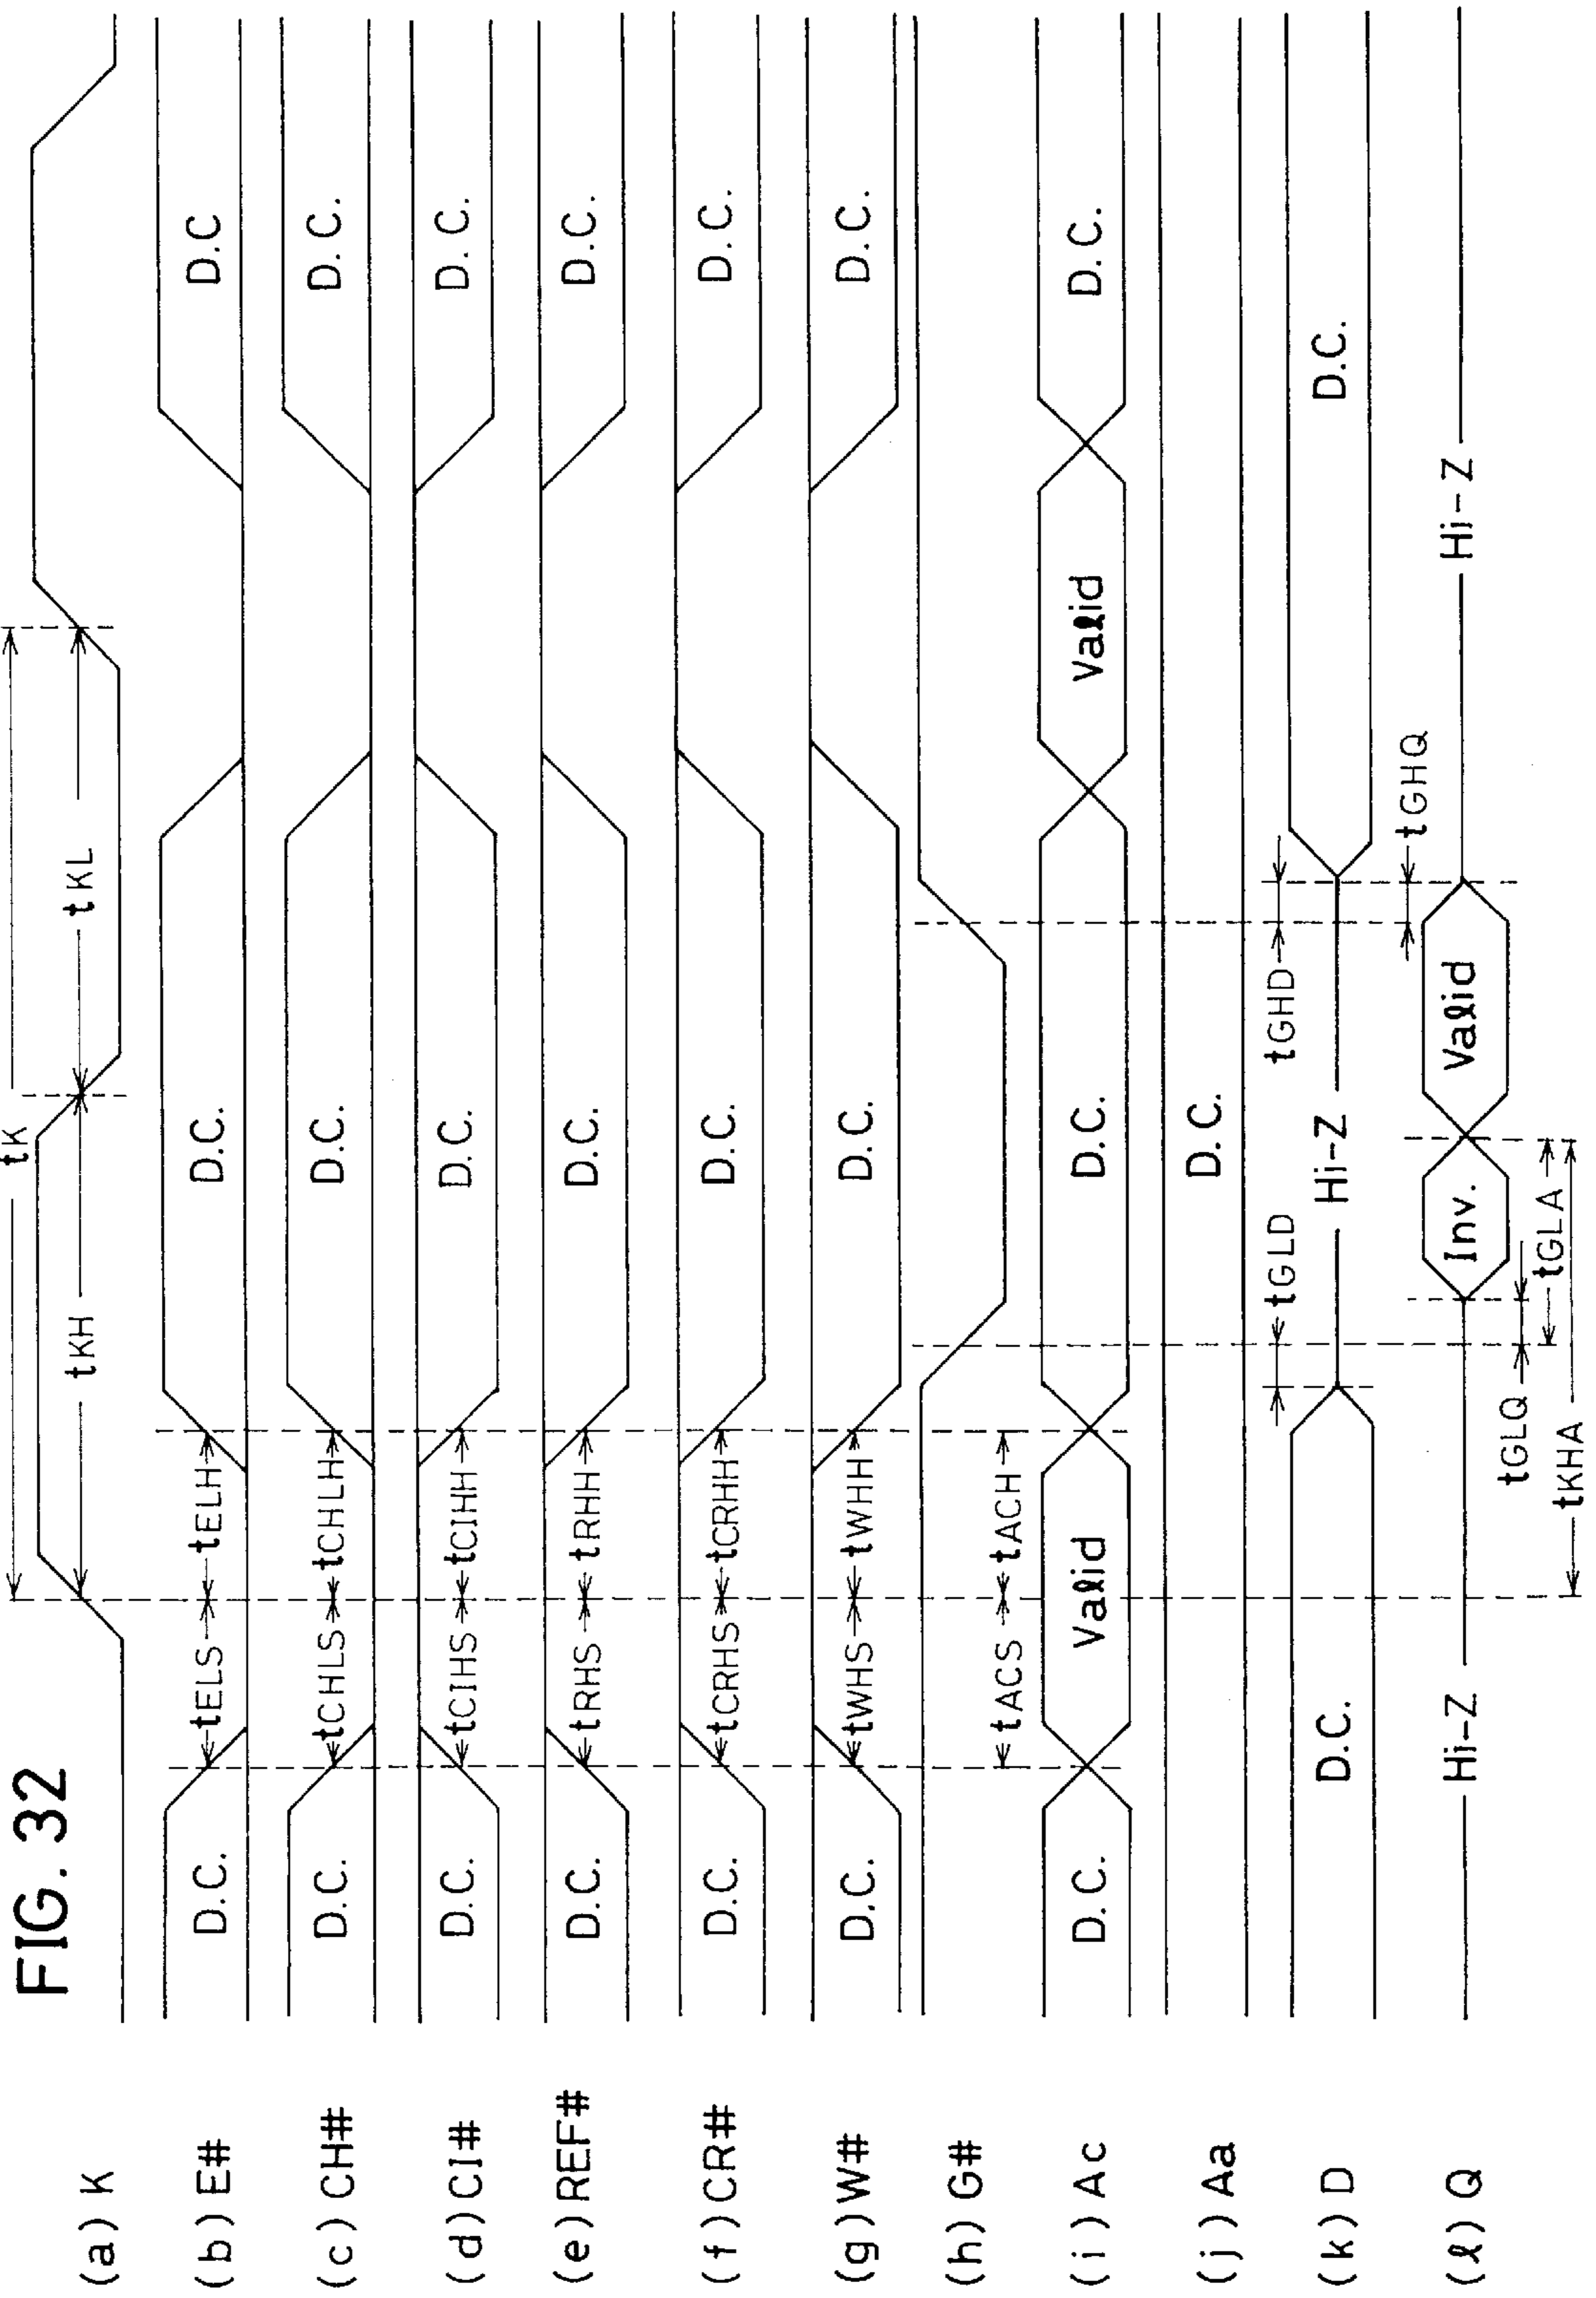 FIG. 32
tK
(a) K
tKH
tKL
(b) E#
D.C.
tELS
tELH
D.C.
D.C
(c) CH#
D.C.
tCHLS
tCHLH
D.C.
D.C.
(d) CI#
D.C.
tCIHS
tCIHH
D.C.
D.C.
(e) REF#
D.C.
tRHS
tRHH
D.C.
D.C.
(f) CR#
D.C.
tCRHS
tCRHH
D.C.
D.C.
(g) W#
D.C.
tWHS
tWHH
D.C.
D.C.
(h) G#
tACS
tACH
(i) Ac
D.C.
Valid
D.C.
Valid
D.C.
(j) Aa
D.C.
tGLD
tGHD
(k) D
D.C.
Hi-Z
D.C.
tGHQ
(ℓ) Q
Hi-Z
Inv.
Valid
Hi-Z
tGLQ
tGLA
tKHA